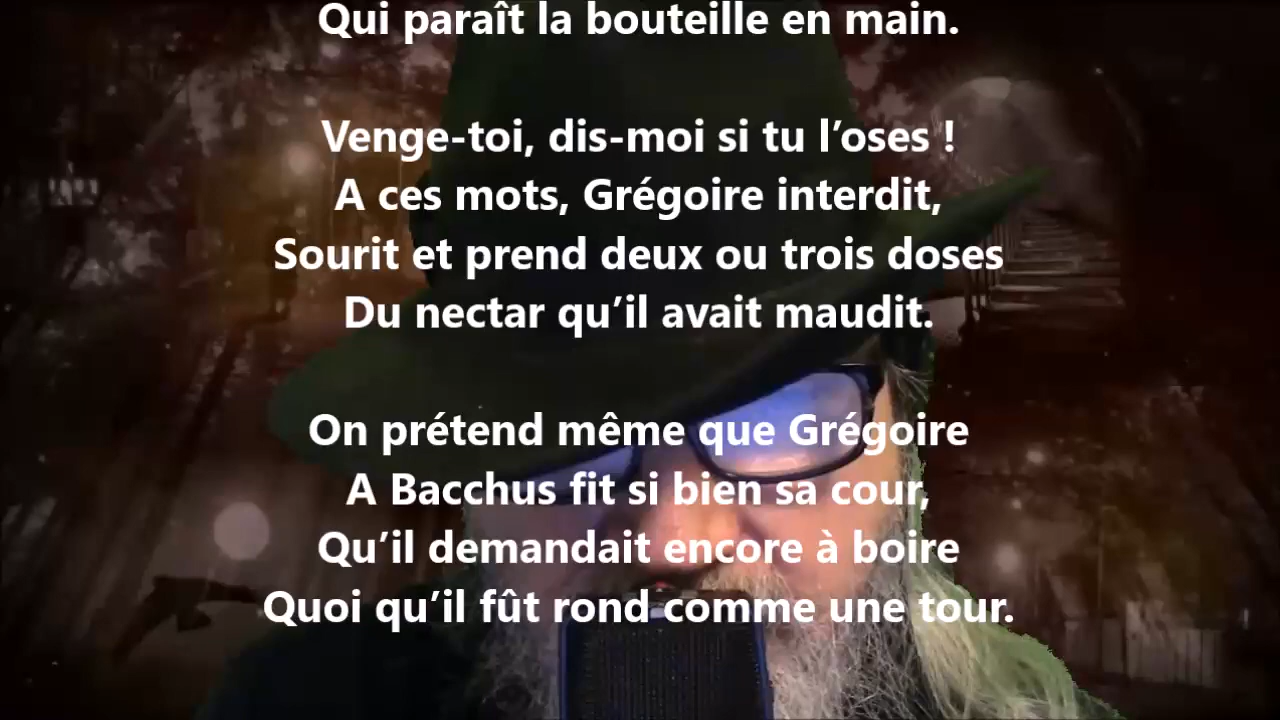 Qui paraît la bouteille en main.
Venge-toi, dis-moi si tu l’oses !
A ces mots, Grégoire interdit,
Sourit et prend deux ou trois doses
Du nectar qu’il avait maudit.
On prétend même que Grégoire
A Bacchus fit si bien sa cour,
Qu’il demandait encore à boire
Quoi qu’il fût rond comme une tour.